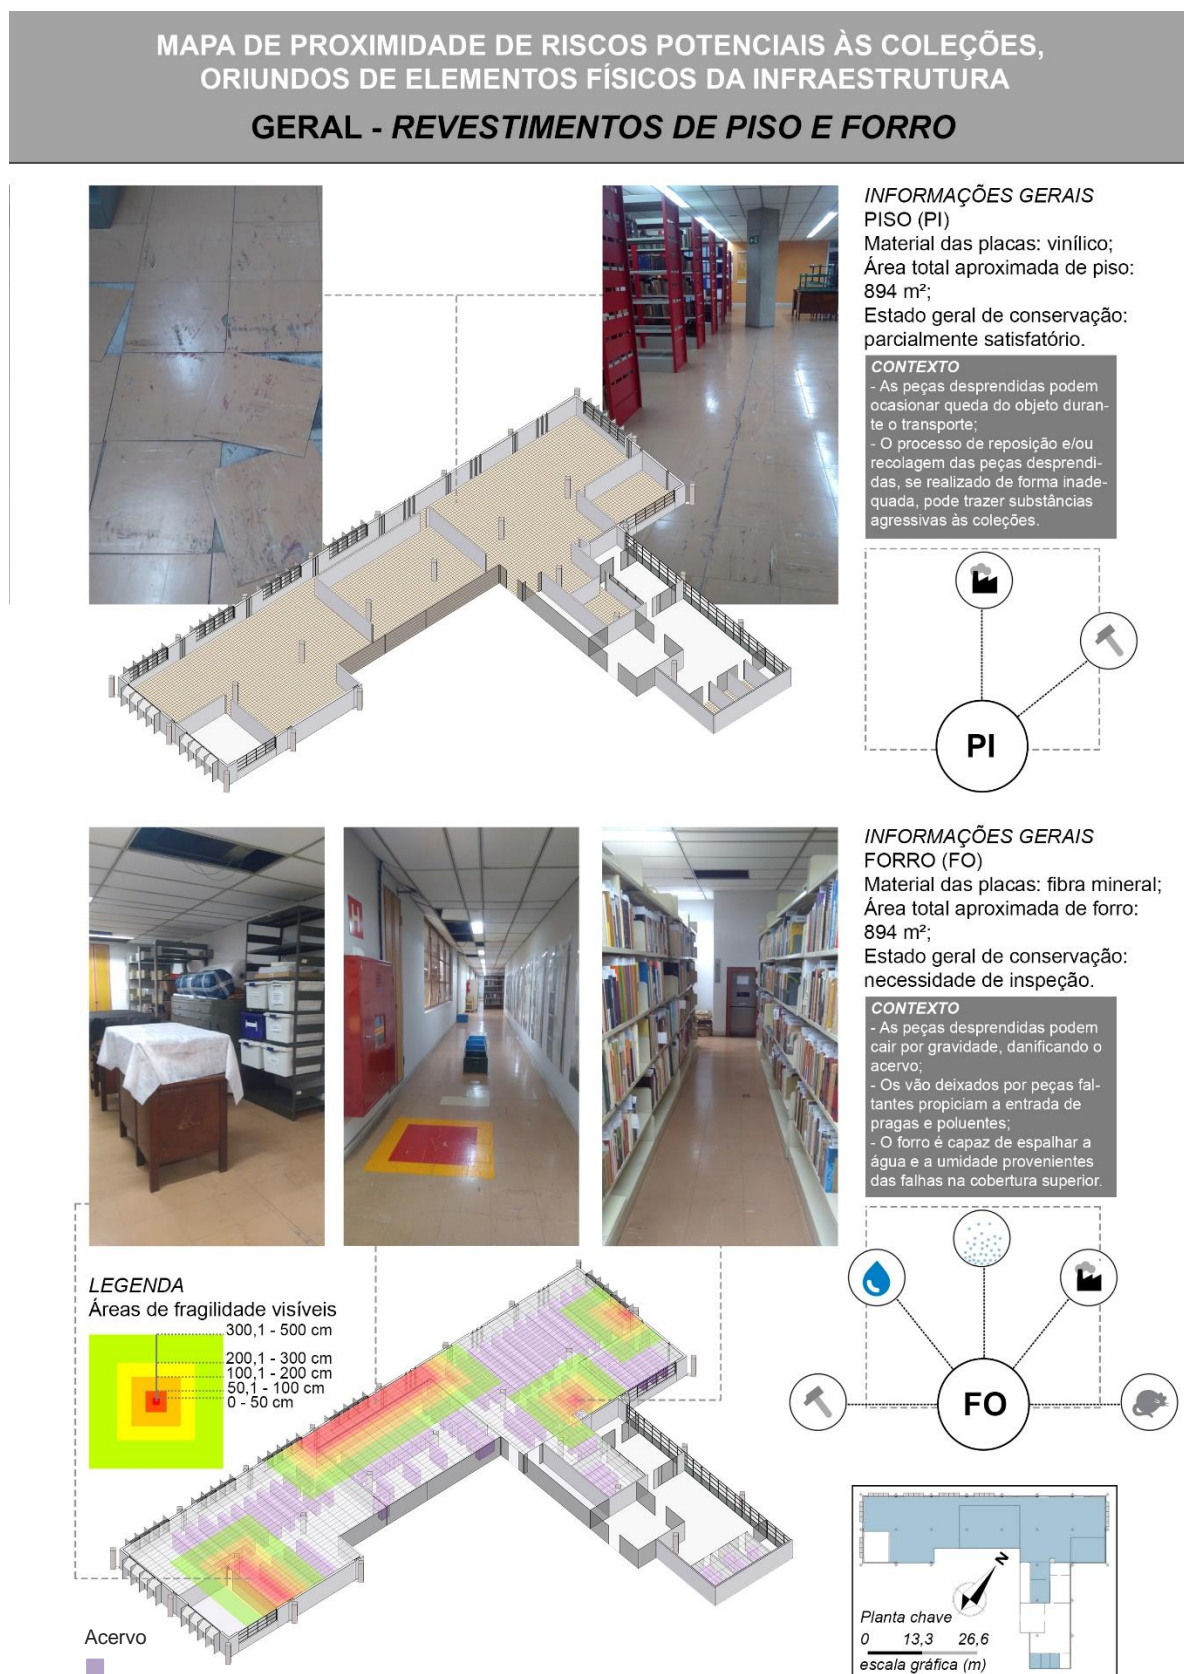 MAPA DE PROXIMIDADE DE RISCOS POTENCIAIS ÀS COLEÇÕES,
ORIUNDOS DE ELEMENTOS FÍSICOS DA INFRAESTRUTURA
GERAL - REVESTIMENTOS DE PISO E FORRO
INFORMAÇÕES GERAIS
PISO (PI)
Material das placas: vinílico;
Área total aproximada de piso:
894 m²;
Estado geral de conservação:
parcialmente satisfatório.
CONTEXTO
- As peças desprendidas podem
ocasionar queda do objeto duran-
te o transporte;
- O processo de reposição e/ou
recolagem das peças desprendi-
das, se realizado de forma inade-
quada, pode trazer substâncias
agressivas às coleções.
PI
INFORMAÇÕES GERAIS
FORRO (FO)
Material das placas: fibra mineral;
Área total aproximada de forro:
894 m²;
Estado geral de conservação:
necessidade de inspeção.
CONTEXTO
- As peças desprendidas podem
cair por gravidade, danificando o
acervo;
- Os vão deixados por peças fal-
tantes propiciam a entrada de
pragas e poluentes;
- O forro é capaz de espalhar a
água e a umidade provenientes
das falhas na cobertura superior.
FO
H
LEGENDA
Áreas de fragilidade visíveis
300,1 - 500 cm
200,1 - 300 cm
100,1 - 200 cm
50,1 - 100 cm
0 - 50 cm
Acervo
N
Planta chave
0 13,3 26,6
escala gráfica (m)